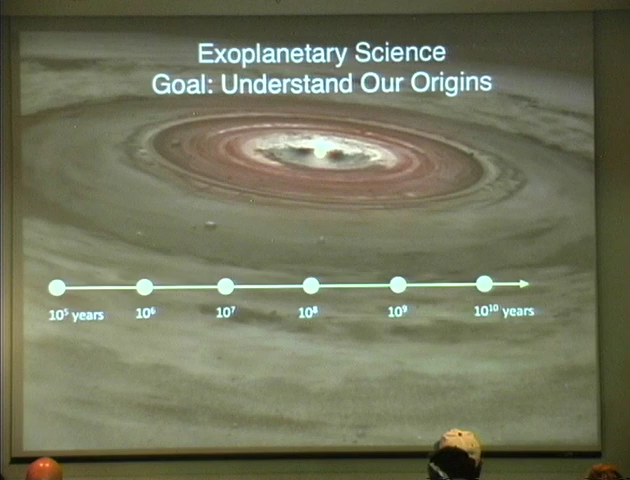 Exoplanetary Science
Goal: Understand Our Origins
10⁵ years 10⁶ 10⁷ 10⁸ 10⁹ 10¹⁰ years